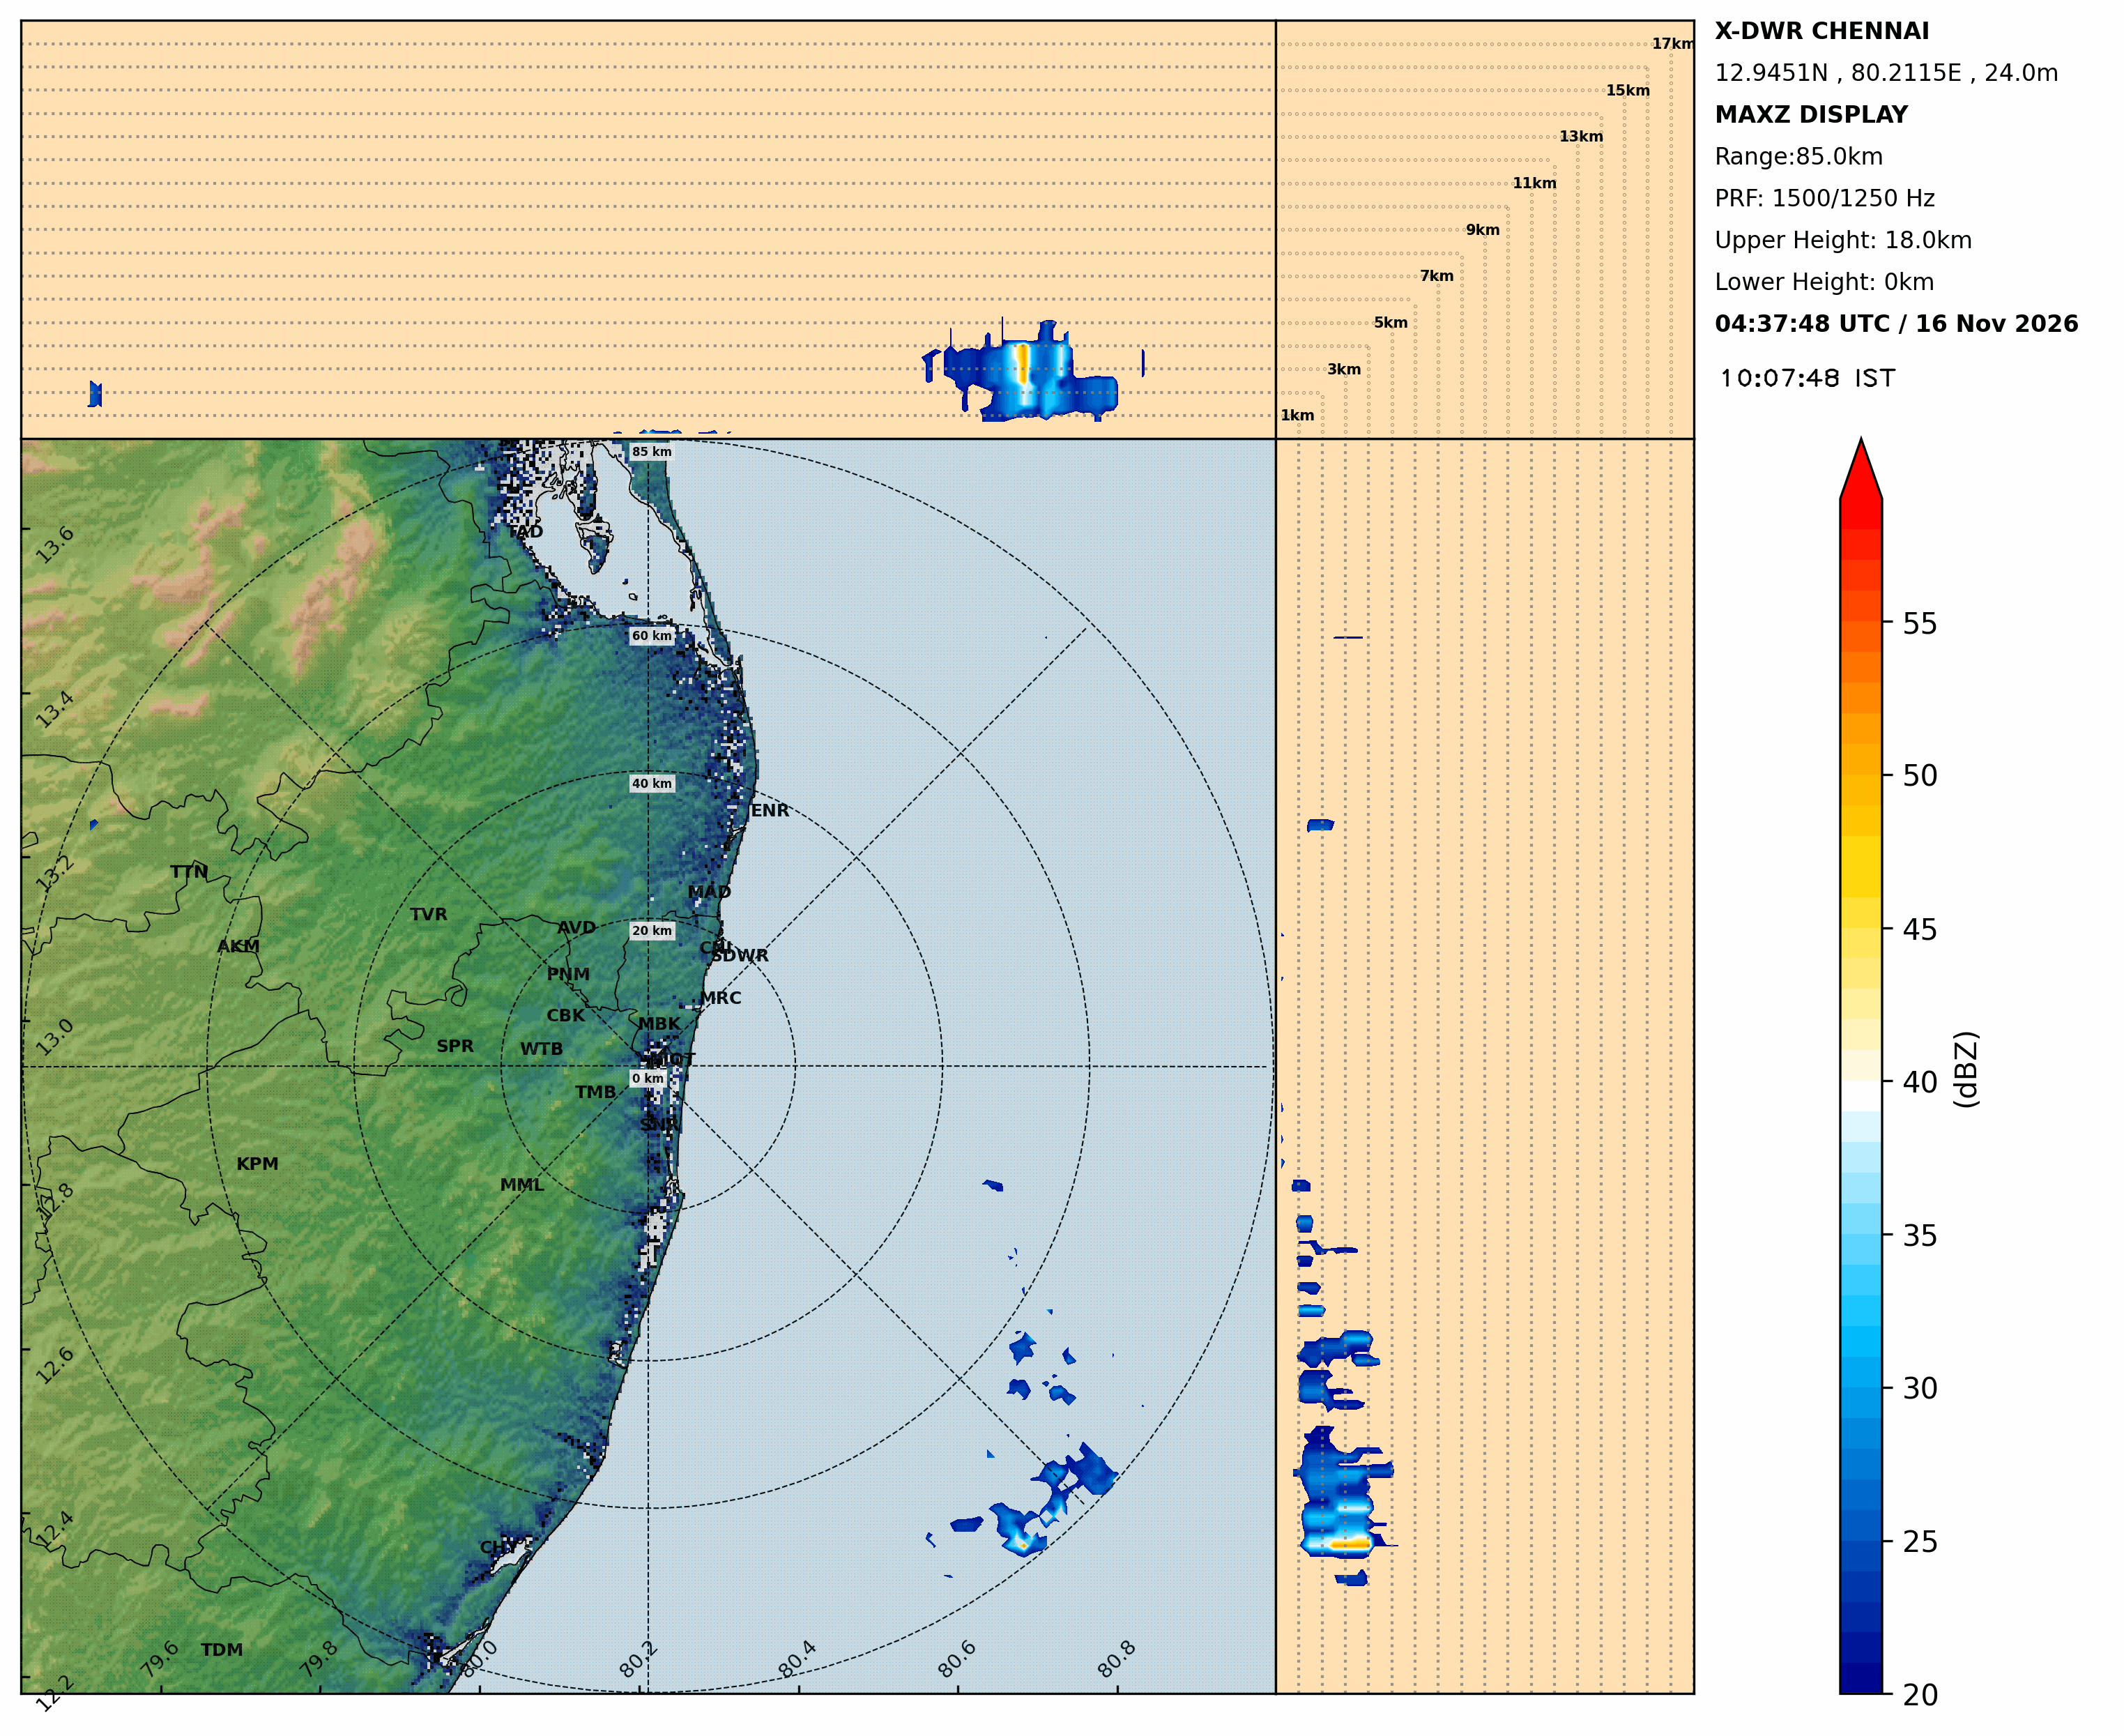 X-DWR CHENNAI
12.9451N , 80.2115E , 24.0m
MAXZ DISPLAY
Range:85.0km
PRF: 1500/1250 Hz
Upper Height: 18.0km
Lower Height: 0km
04:37:48 UTC / 16 Nov 2026
10:07:48 IST
17km
15km
13km
11km
9km
7km
5km
3km
1km
85 km
60 km
40 km
20 km
0 km
TAD
ENR
MAD
TTN
TVR
AVD
AKM
SDWR
PNM
MRC
CBK
MBK
SPR
WTB
TMB
SNR
KPM
MML
CHY
TDM
13.6
13.4
13.2
13.0
12.8
12.6
12.4
12.2
79.6
79.8
80.0
80.2
80.4
80.6
80.8
55
50
45
40
35
30
25
20
(dBZ)